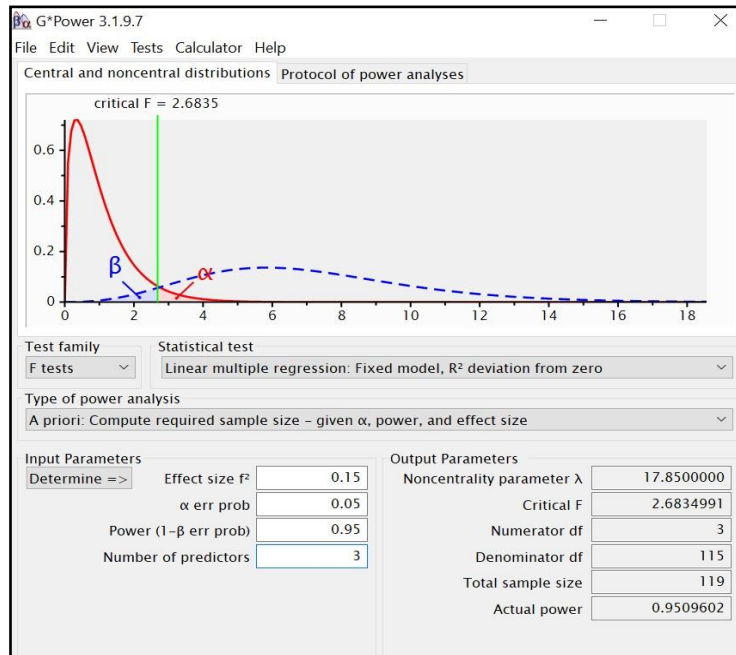 G*Power 3.1.9.7
File Edit View Tests Calculator Help
Central and noncentral distributions Protocol of power analyses
critical F = 2.6835
0.6
0.4
0.2
0
β
α
0 2 4 6 8 10 12 14 16 18
Test family Statistical test
F tests Linear multiple regression: Fixed model, R² deviation from zero
Type of power analysis
A priori: Compute required sample size – given α, power, and effect size
Input Parameters Output Parameters
Determine => Effect size f² 0.15 Noncentrality parameter λ 17.8500000
α err prob 0.05 Critical F 2.6834991
Power (1-β err prob) 0.95 Numerator df 3
Number of predictors 3 Denominator df 115
Total sample size 119
Actual power 0.9509602